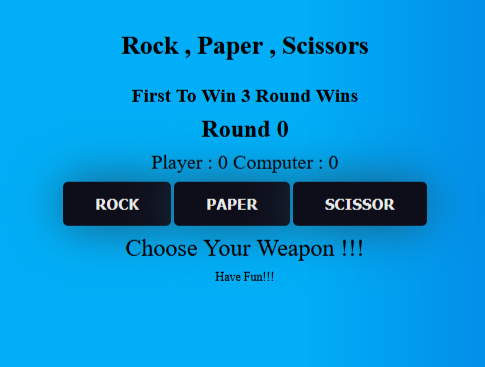 Rock , Paper , Scissors
First To Win 3 Round Wins
Round 0
Player : 0 Computer : 0
ROCK PAPER SCISSOR
Choose Your Weapon !!!
Have Fun!!!